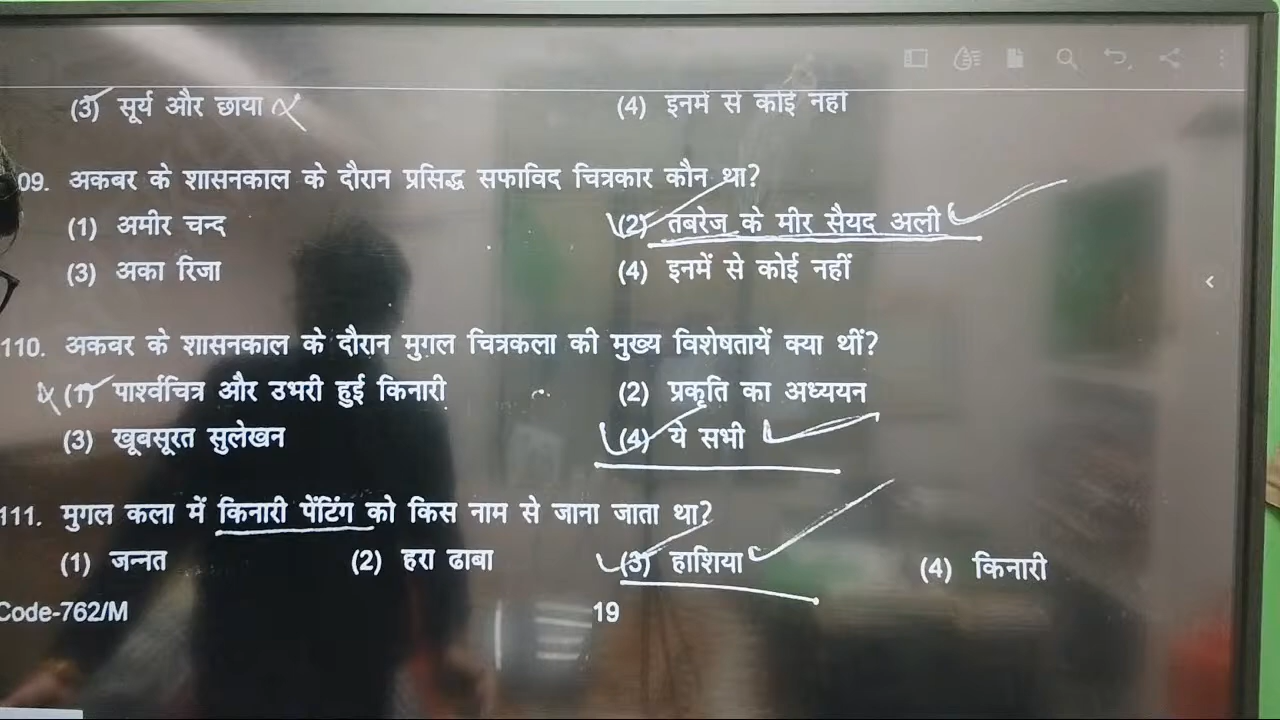 (3) सूर्य और छाया
(4) इनमें से कोई नहीं
09. अकबर के शासनकाल के दौरान प्रसिद्ध सफाविद चित्रकार कौन था?
(1) अमीर चन्द
(2) तबरेज के मीर सैयद अली
(3) अका रिजा
(4) इनमें से कोई नहीं
110. अकबर के शासनकाल के दौरान मुगल चित्रकला की मुख्य विशेषतायें क्या थीं?
(1) पार्श्वचित्र और उभरी हुई किनारी
(2) प्रकृति का अध्ययन
(3) खूबसूरत सुलेखन
(4) ये सभी
111. मुगल कला में किनारी पेंटिंग को किस नाम से जाना जाता था?
(1) जन्नत
(2) हरा ढाबा
(3) हाशिया
(4) किनारी
Code-762/M
19